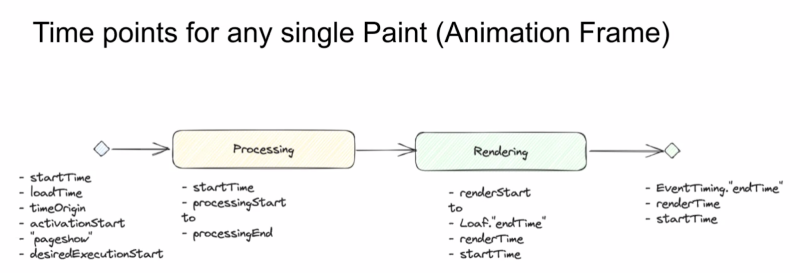 Time points for any single Paint (Animation Frame)
Processing
Rendering
- startTime
- loadTime
- timeOrigin
- activationStart
- "pageshow"
- desiredExecutionStart
- startTime
- processingStart
to
- processingEnd
- renderStart
to
- Loaf."endTime"
- renderTime
- startTime
- EventTiming."endTime"
- renderTime
- startTime